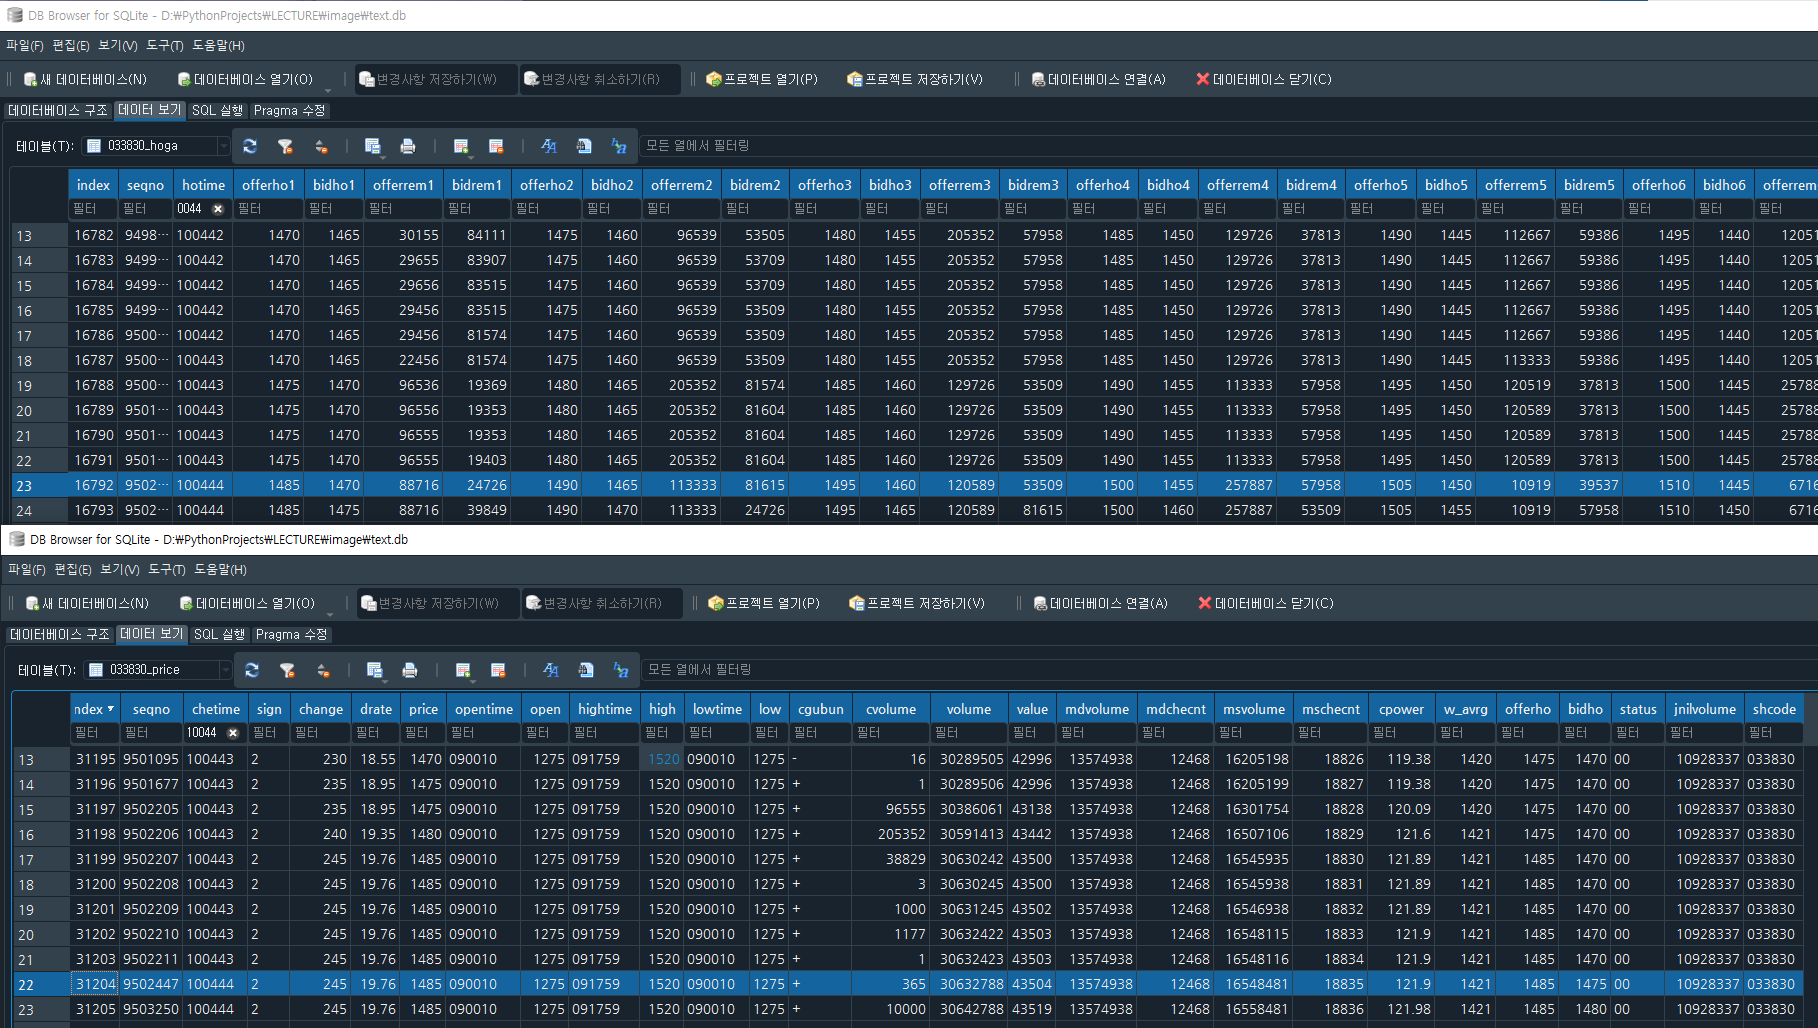 DB Browser for SQLite - D:₩PythonProjects₩LECTURE₩image₩text.db
파일(F) 편집(E) 보기(V) 도구(T) 도움말(H)
새 데이터베이스(N) 데이터베이스 열기(O) 변경사항 저장하기(W) 변경사항 취소하기(R) 프로젝트 열기(P) 프로젝트 저장하기(V) 데이터베이스 연결(A) 데이터베이스 닫기(C)
데이터베이스 구조 데이터 보기 SQL 실행 Pragma 수정
테이블(T): 033830_hoga 모든 열에서 필터링
index seqno hotime offerho1 bidho1 offerrem1 bidrem1 offerho2 bidho2 offerrem2 bidrem2 offerho3 bidho3 offerrem3 bidrem3 offerho4 bidho4 offerrem4 bidrem4 offerho5 bidho5 offerrem5 bidrem5 offerho6 bidho6 offerrem
필터 필터 0044 필터 필터 필터 필터 필터 필터 필터 필터 필터 필터 필터 필터 필터 필터 필터 필터 필터 필터 필터 필터 필터 필터 필터
13 16782 9498… 100442 1470 1465 30155 84111 1475 1460 96539 53505 1480 1455 205352 57958 1485 1450 129726 37813 1490 1445 112667 59386 1495 1440 12051
14 16783 9499… 100442 1470 1465 29655 83907 1475 1460 96539 53709 1480 1455 205352 57958 1485 1450 129726 37813 1490 1445 112667 59386 1495 1440 12051
15 16784 9499… 100442 1470 1465 29656 83515 1475 1460 96539 53709 1480 1455 205352 57958 1485 1450 129726 37813 1490 1445 112667 59386 1495 1440 12051
16 16785 9499… 100442 1470 1465 29456 83515 1475 1460 96539 53509 1480 1455 205352 57958 1485 1450 129726 37813 1490 1445 112667 59386 1495 1440 12051
17 16786 9500… 100442 1470 1465 29456 81574 1475 1460 96539 53509 1480 1455 205352 57958 1485 1450 129726 37813 1490 1445 112667 59386 1495 1440 12051
18 16787 9500… 100443 1470 1465 22456 81574 1475 1460 96539 53509 1480 1455 205352 57958 1485 1450 129726 37813 1490 1445 113333 59386 1495 1440 12051
19 16788 9500… 100443 1475 1470 96536 19369 1480 1465 205352 81574 1485 1460 129726 53509 1490 1455 113333 57958 1495 1450 120519 37813 1500 1445 25788
20 16789 9501… 100443 1475 1470 96556 19353 1480 1465 205352 81604 1485 1460 129726 53509 1490 1455 113333 57958 1495 1450 120589 37813 1500 1445 25788
21 16790 9501… 100443 1475 1470 96555 19353 1480 1465 205352 81604 1485 1460 129726 53509 1490 1455 113333 57958 1495 1450 120589 37813 1500 1445 25788
22 16791 9501… 100443 1475 1470 96555 19403 1480 1465 205352 81604 1485 1460 129726 53509 1490 1455 113333 57958 1495 1450 120589 37813 1500 1445 25788
23 16792 9502… 100444 1485 1470 88716 24726 1490 1465 113333 81615 1495 1460 120589 53509 1500 1455 257887 57958 1505 1450 10919 39537 1510 1445 6716
24 16793 9502… 100444 1485 1475 88716 39849 1490 1470 113333 24726 1495 1465 120589 81615 1500 1460 257887 53509 1505 1455 10919 57958 1510 1450 6716
DB Browser for SQLite - D:₩PythonProjects₩LECTURE₩image₩text.db
파일(F) 편집(E) 보기(V) 도구(T) 도움말(H)
새 데이터베이스(N) 데이터베이스 열기(O) 변경사항 저장하기(W) 변경사항 취소하기(R) 프로젝트 열기(P) 프로젝트 저장하기(V) 데이터베이스 연결(A) 데이터베이스 닫기(C)
데이터베이스 구조 데이터 보기 SQL 실행 Pragma 수정
테이블(T): 033830_price 모든 열에서 필터링
ndex seqno chetime sign change drate price opentime open hightime high lowtime low cgubun cvolume volume value mdvolume mdchecnt msvolume mschecnt cpower w_avrg offerho bidho status jnilvolume shcode
필터 필터 10044 필터 필터 필터 필터 필터 필터 필터 필터 필터 필터 필터 필터 필터 필터 필터 필터 필터 필터 필터 필터 필터 필터 필터 필터 필터
13 31195 9501095 100443 2 230 18.55 1470 090010 1275 091759 1520 090010 1275 - 16 30289505 42996 13574938 12468 16205198 18826 119.38 1420 1475 1470 00 10928337 033830
14 31196 9501677 100443 2 235 18.95 1475 090010 1275 091759 1520 090010 1275 + 1 30289506 42996 13574938 12468 16205199 18827 119.38 1420 1475 1470 00 10928337 033830
15 31197 9502205 100443 2 235 18.95 1475 090010 1275 091759 1520 090010 1275 + 96555 30386061 43138 13574938 12468 16301754 18828 120.09 1420 1475 1470 00 10928337 033830
16 31198 9502206 100443 2 240 19.35 1480 090010 1275 091759 1520 090010 1275 + 205352 30591413 43442 13574938 12468 16507106 18829 121.6 1421 1475 1470 00 10928337 033830
17 31199 9502207 100443 2 245 19.76 1485 090010 1275 091759 1520 090010 1275 + 38829 30630242 43500 13574938 12468 16545935 18830 121.89 1421 1485 1470 00 10928337 033830
18 31200 9502208 100443 2 245 19.76 1485 090010 1275 091759 1520 090010 1275 + 3 30630245 43500 13574938 12468 16545938 18831 121.89 1421 1485 1470 00 10928337 033830
19 31201 9502209 100443 2 245 19.76 1485 090010 1275 091759 1520 090010 1275 + 1000 30631245 43502 13574938 12468 16546938 18832 121.89 1421 1485 1470 00 10928337 033830
20 31202 9502210 100443 2 245 19.76 1485 090010 1275 091759 1520 090010 1275 + 1177 30632422 43503 13574938 12468 16548115 18833 121.9 1421 1485 1470 00 10928337 033830
21 31203 9502211 100443 2 245 19.76 1485 090010 1275 091759 1520 090010 1275 + 1 30632423 43503 13574938 12468 16548116 18834 121.9 1421 1485 1470 00 10928337 033830
22 31204 9502447 100444 2 245 19.76 1485 090010 1275 091759 1520 090010 1275 + 365 30632788 43504 13574938 12468 16548481 18835 121.9 1421 1485 1475 00 10928337 033830
23 31205 9503250 100444 2 245 19.76 1485 090010 1275 091759 1520 090010 1275 + 10000 30642788 43519 13574938 12468 16558481 18836 121.98 1421 1485 1475 00 10928337 033830